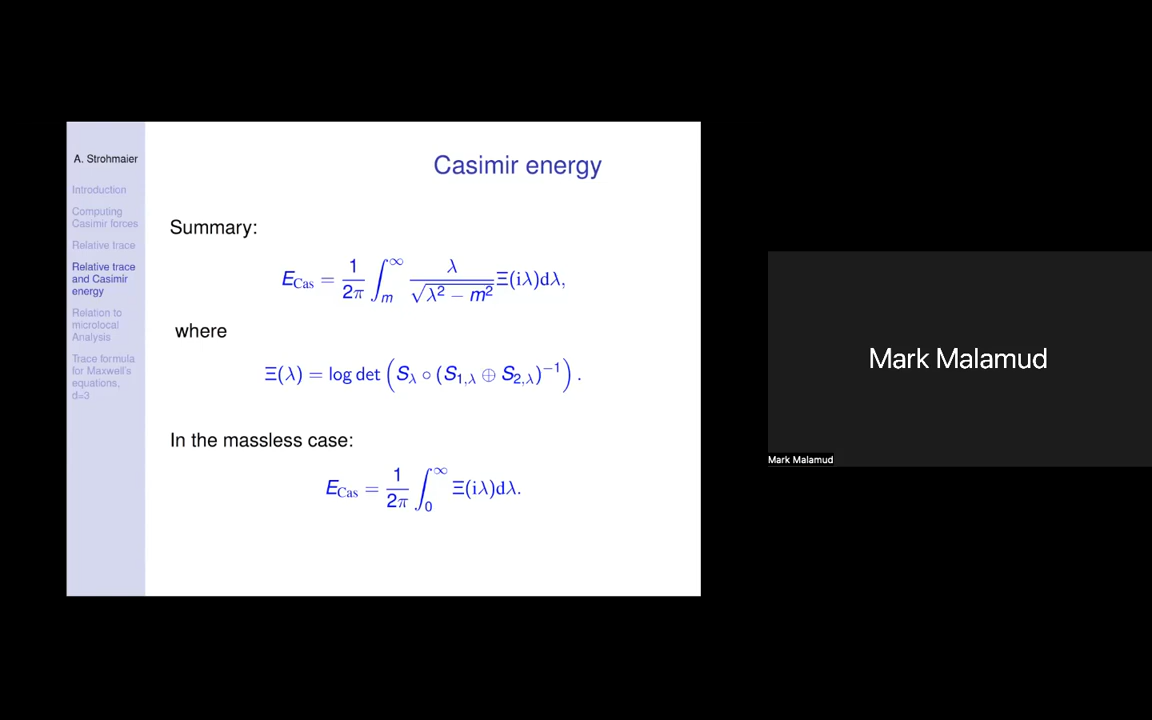 A. Strohmaier
Introduction
Computing
Casimir forces
Relative trace
Relative trace
and Casimir
energy
Relation to
microlocal
Analysis
Trace formula
for Maxwell's
equations,
d=3
Casimir energy
Summary:
E_Cas = 1/2π ∫_m^∞ λ/√(λ² − m²) Ξ(iλ)dλ,
where
Ξ(λ) = log det (S_λ ∘ (S_{1,λ} ⊕ S_{2,λ})^{−1}) .
In the massless case:
E_Cas = 1/2π ∫_0^∞ Ξ(iλ)dλ.
Mark Malamud
Mark Malamud